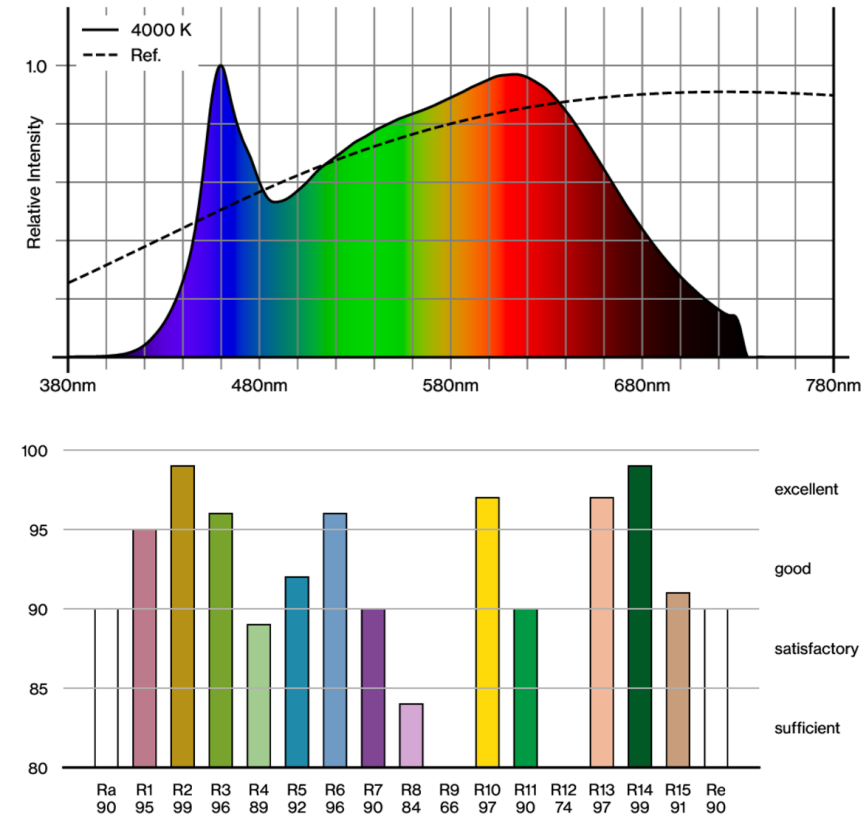 4000 K
Ref.
1.0
Relative Intensity
380nm 480nm 580nm 680nm 780nm
100
excellent
95
good
90
satisfactory
85
sufficient
80
Ra R1 R2 R3 R4 R5 R6 R7 R8 R9 R10 R11 R12 R13 R14 R15 Re
90 95 99 96 89 92 96 90 84 66 97 90 74 97 99 91 90